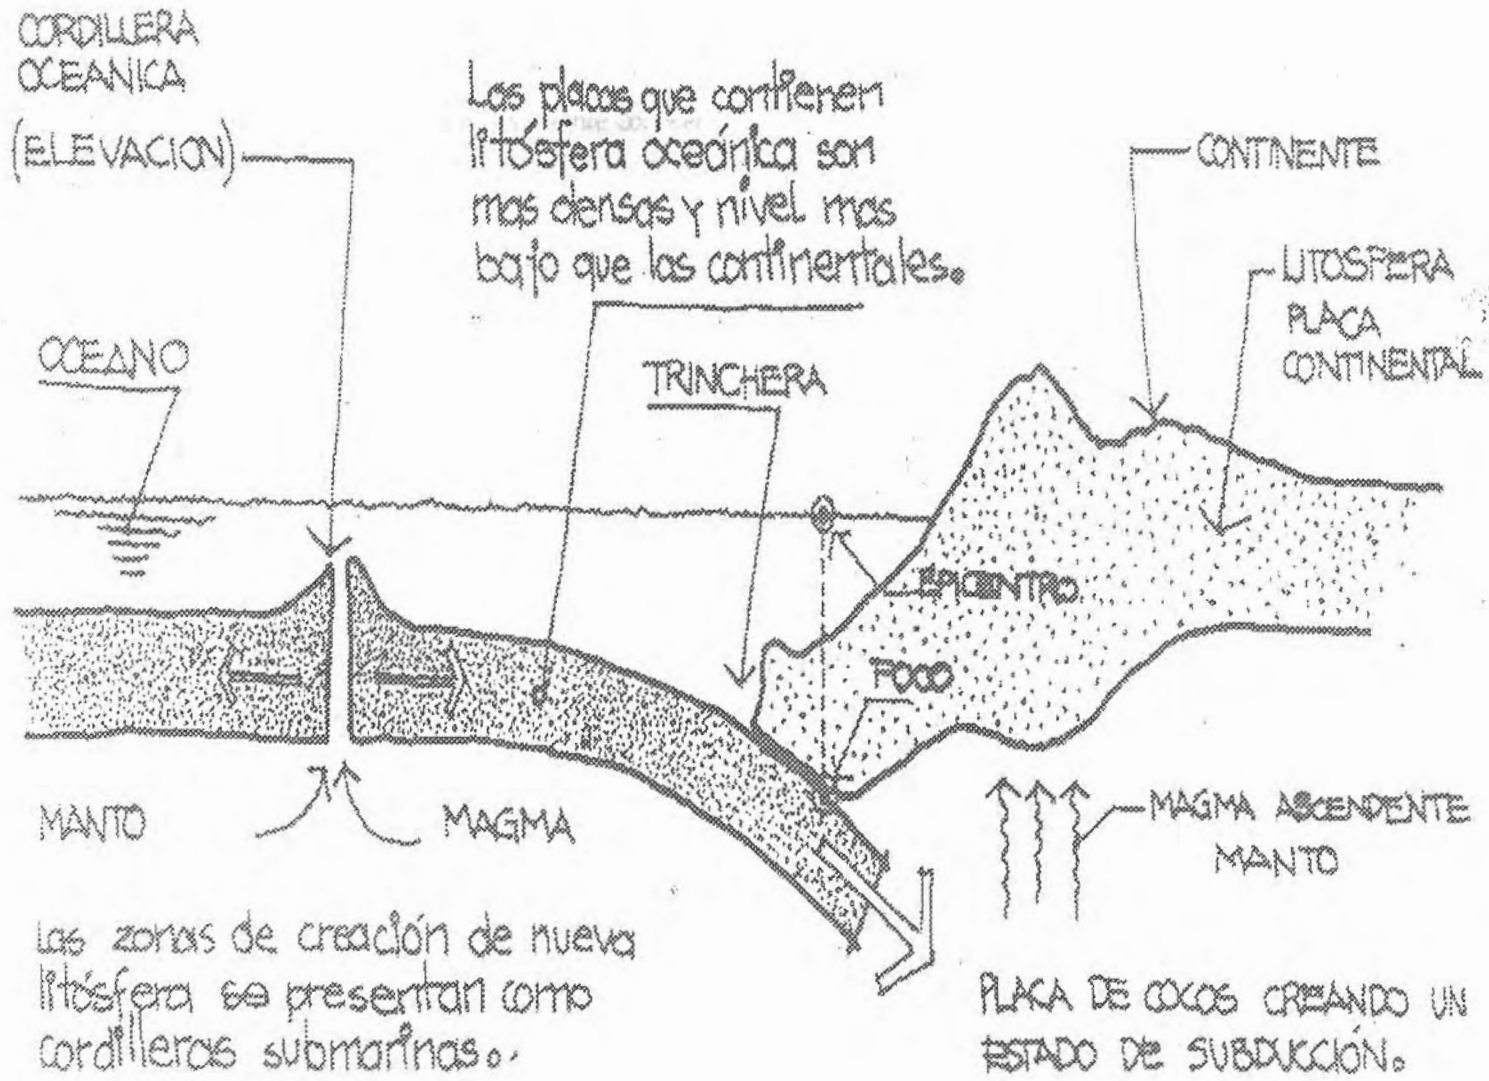 CORDILLERA
OCEANICA
(ELEVACION)
Las placas que contienen
litósfera oceánica son
mas densas y nivel mas
bajo que las continentales.
CONTINENTE
LITOSFERA
PLACA
CONTINENTAL
OCEANO
TRINCHERA
EPICENTRO
FOCO
MANTO
MAGMA
MAGMA ASCENDENTE
MANTO
Las zonas de creación de nueva
litósfera se presentan como
cordilleras submarinas.
PLACA DE COCOS CREANDO UN
ESTADO DE SUBDUCCIÓN.